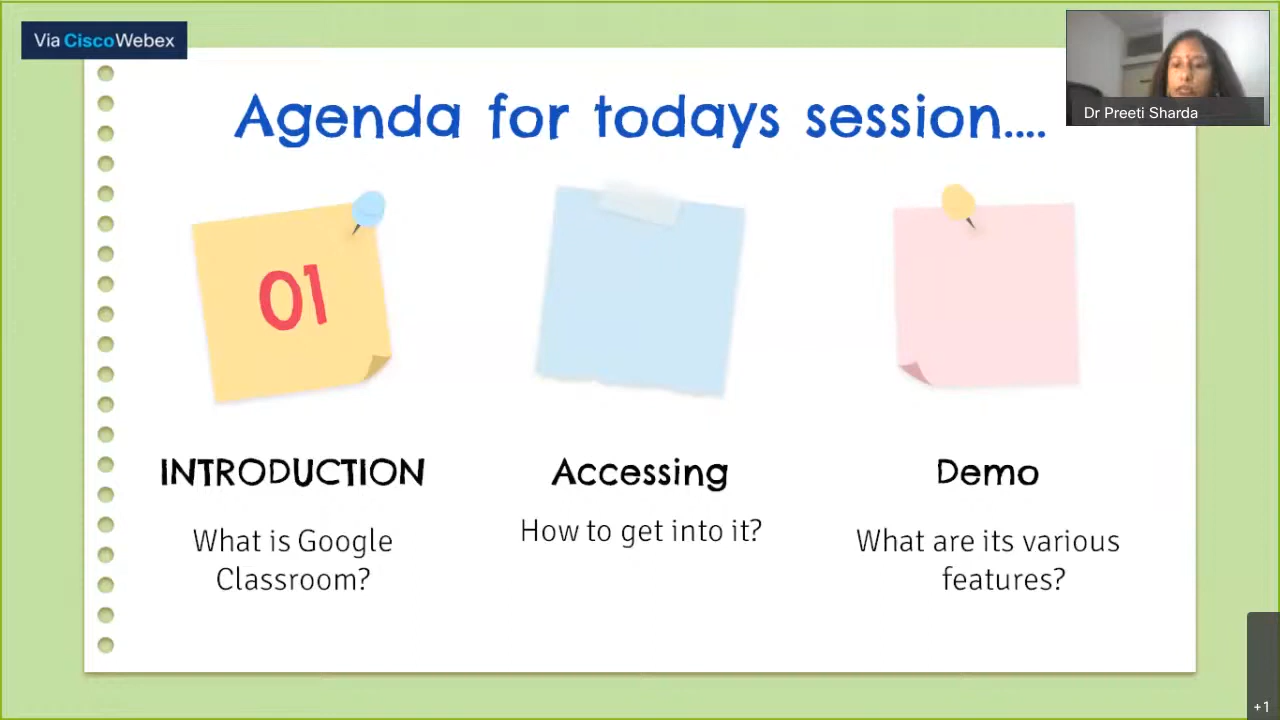 Via CiscoWebex
Dr Preeti Sharda
Agenda for todays session....
01
INTRODUCTION
What is Google
Classroom?
Accessing
How to get into it?
Demo
What are its various
features?
+1